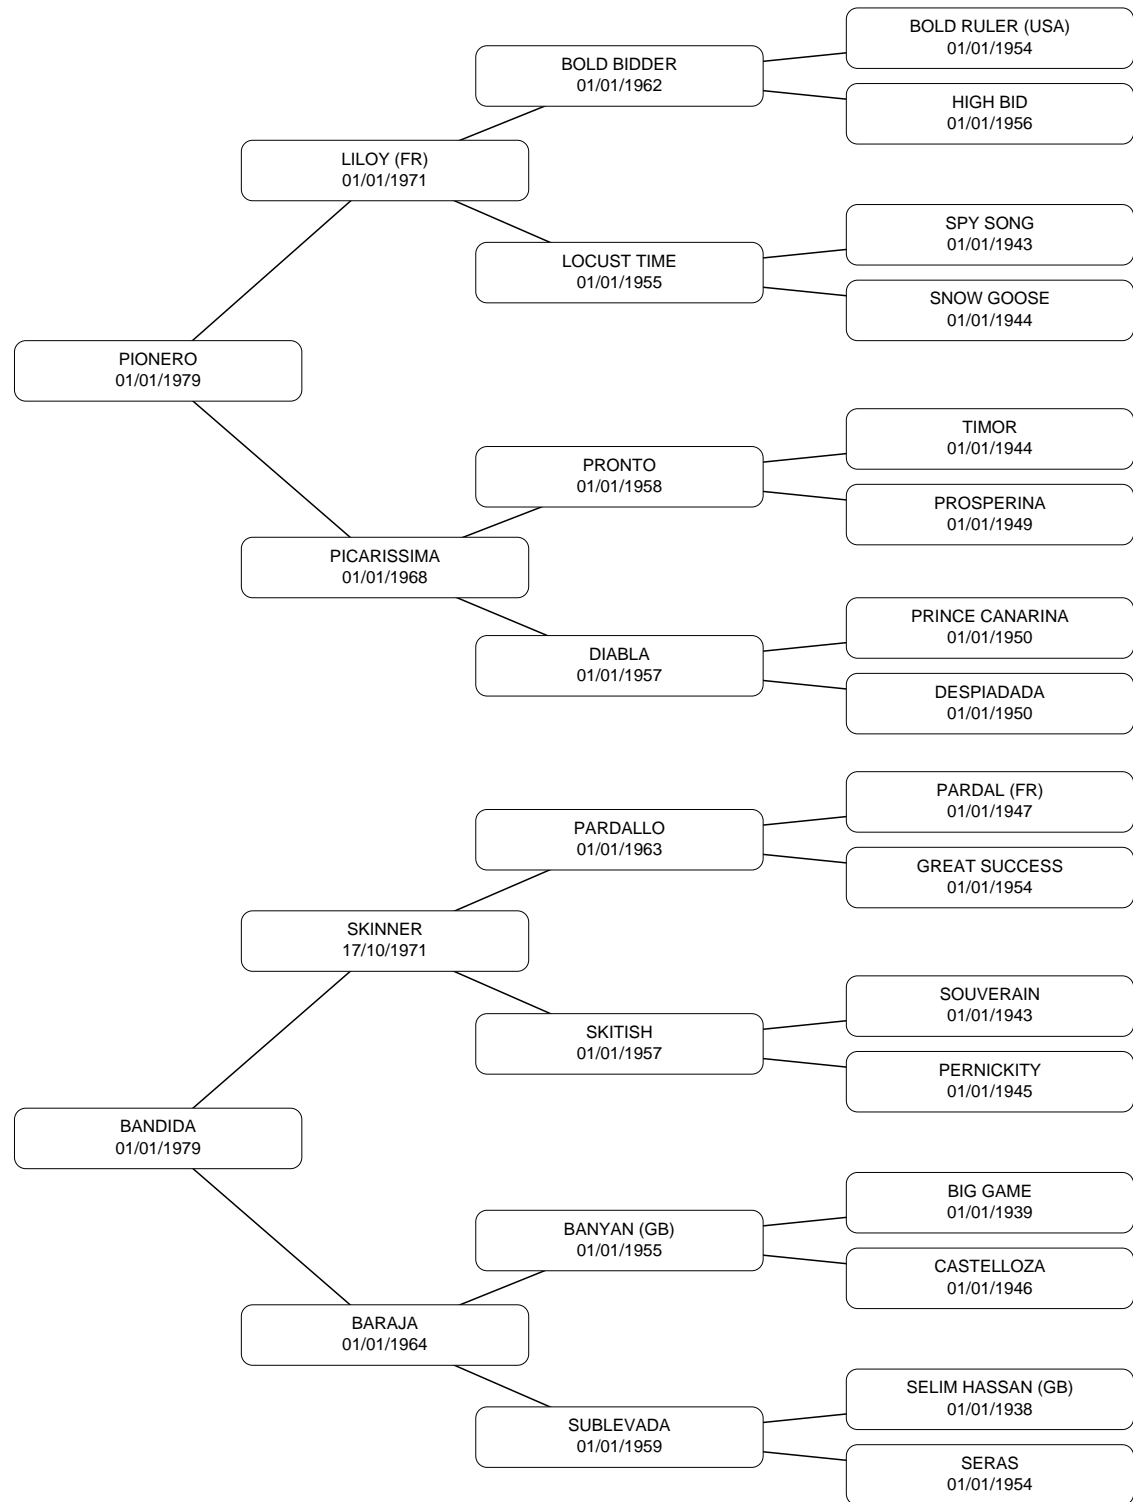 BOLD RULER (USA)
01/01/1954
BOLD BIDDER
01/01/1962
HIGH BID
01/01/1956
LILOY (FR)
01/01/1971
SPY SONG
01/01/1943
LOCUST TIME
01/01/1955
SNOW GOOSE
01/01/1944
PIONERO
01/01/1979
TIMOR
01/01/1944
PRONTO
01/01/1958
PROSPERINA
01/01/1949
PICARISSIMA
01/01/1968
PRINCE CANARINA
01/01/1950
DIABLA
01/01/1957
DESPIADADA
01/01/1950
PARDAL (FR)
01/01/1947
PARDALLO
01/01/1963
GREAT SUCCESS
01/01/1954
SKINNER
17/10/1971
SOUVERAIN
01/01/1943
SKITISH
01/01/1957
PERNICKITY
01/01/1945
BANDIDA
01/01/1979
BIG GAME
01/01/1939
BANYAN (GB)
01/01/1955
CASTELLOZA
01/01/1946
BARAJA
01/01/1964
SELIM HASSAN (GB)
01/01/1938
SUBLEVADA
01/01/1959
SERAS
01/01/1954